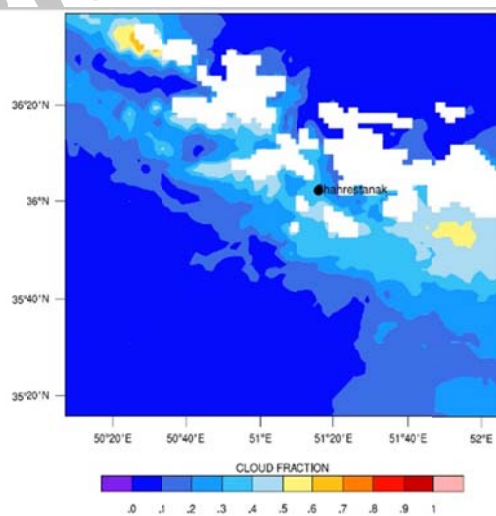 36°20'N
36°N
35°40'N
35°20'N
Shahrestanak
50°20'E 50°40'E 51°E 51°20'E 51°40'E 52°E
CLOUD FRACTION
.0 .1 .2 .3 .4 .5 .6 .7 .8 .9 1